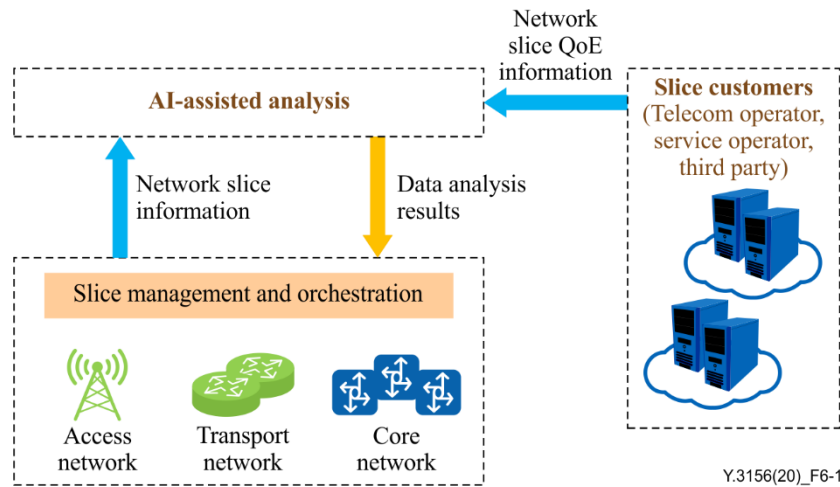 Network
slice QoE
information
AI-assisted analysis
Slice customers
(Telecom operator,
service operator,
third party)
Network slice
information
Data analysis
results
Slice management and orchestration
Access
network
Transport
network
Core
network
Y.3156(20)_F6-1